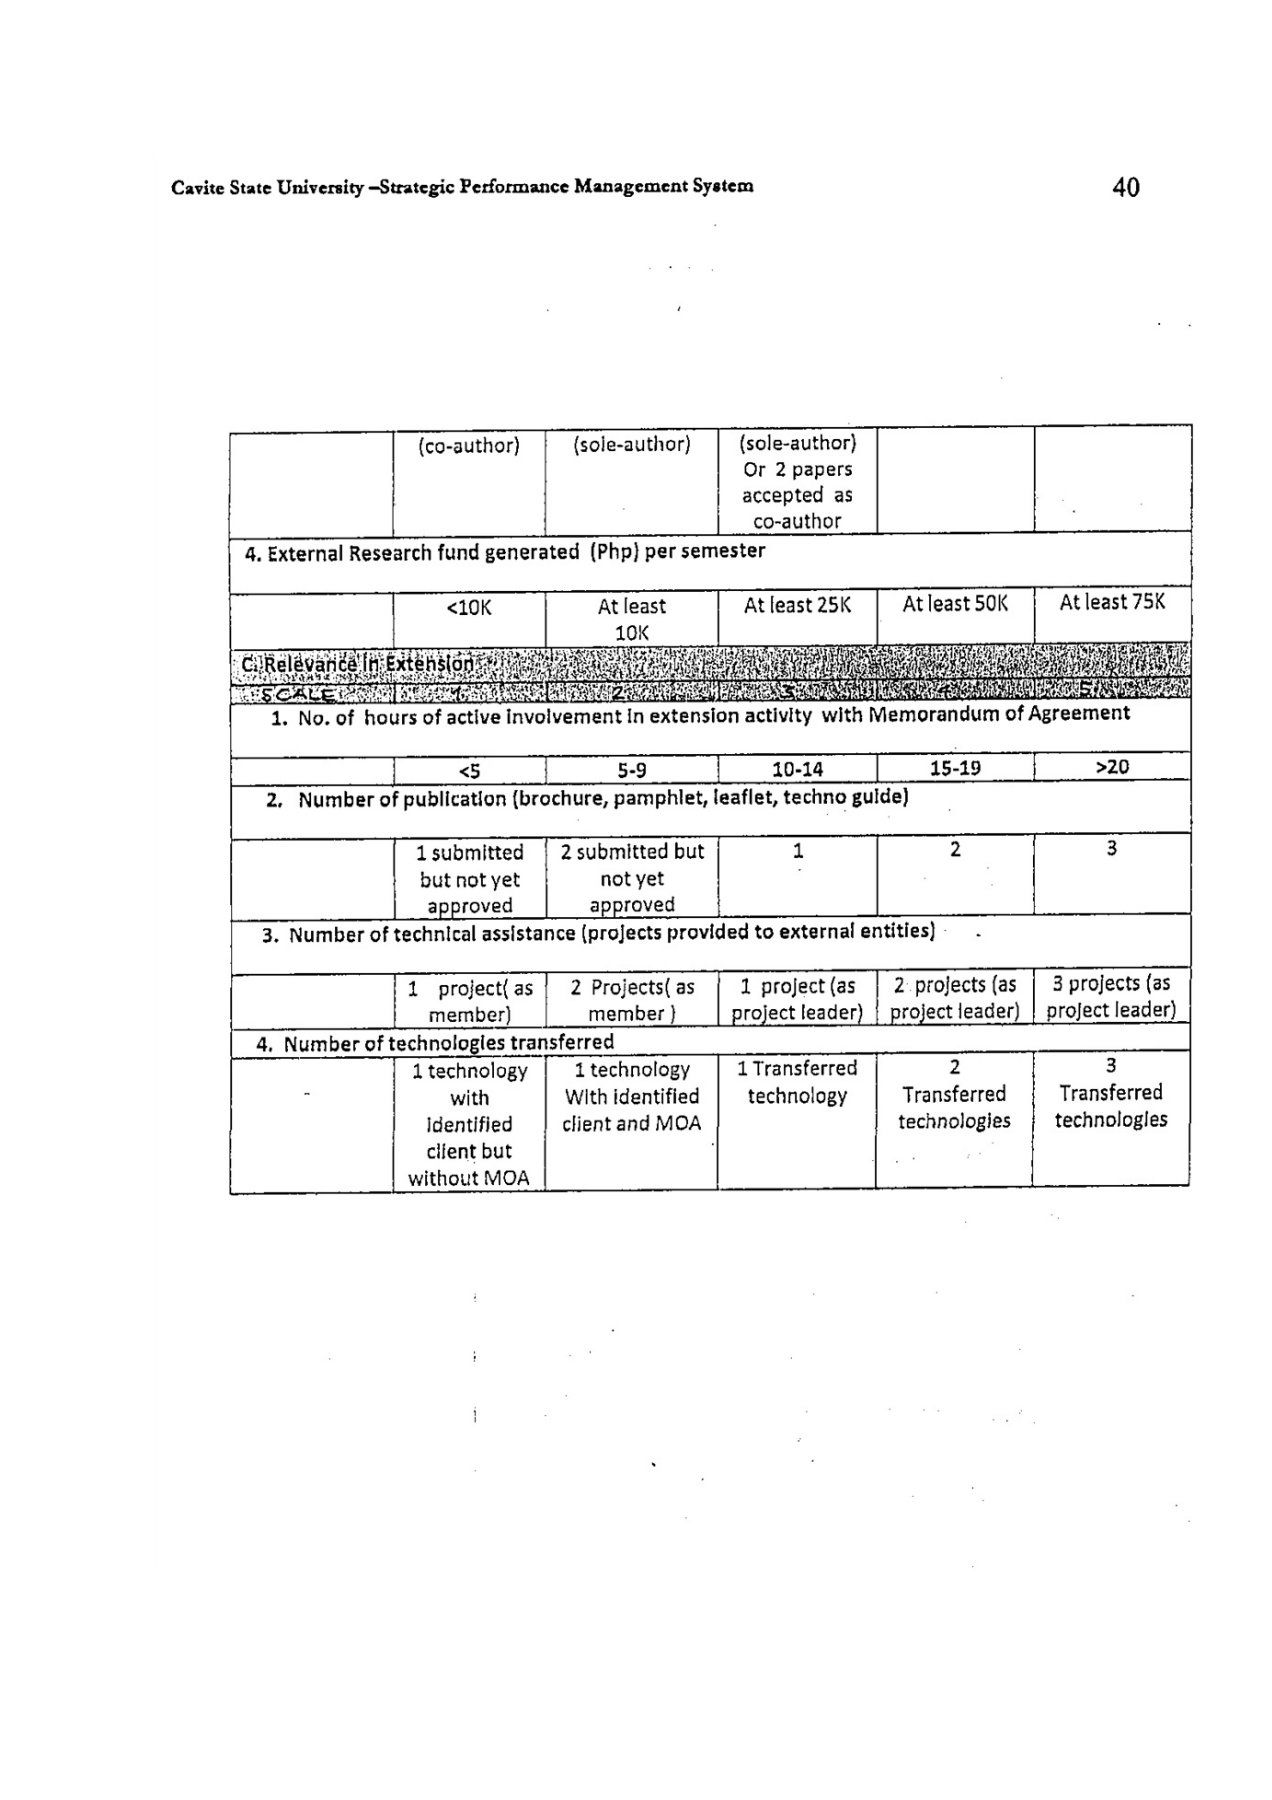 Cavite State University –Strategic Performance Management System 40
(co-author) (sole-author) (sole-author)
Or 2 papers
accepted as
co-author
4. External Research fund generated (Php) per semester
<10K At least
10K At least 25K At least 50K At least 75K
C. Relevance in Extension
SCALE 1 2 3 4 5
1. No. of hours of active involvement in extension activity with Memorandum of Agreement
<5 5-9 10-14 15-19 >20
2. Number of publication (brochure, pamphlet, leaflet, techno guide)
1 submitted
but not yet
approved
2 submitted but
not yet
approved
1 2 3
3. Number of technical assistance (projects provided to external entities)
1 project( as
member)
2 Projects( as
member )
1 project (as
project leader)
2 projects (as
project leader)
3 projects (as
project leader)
4. Number of technologies transferred
1 technology
with
identified
client but
without MOA
1 technology
With identified
client and MOA
1 Transferred
technology
2
Transferred
technologies
3
Transferred
technologies